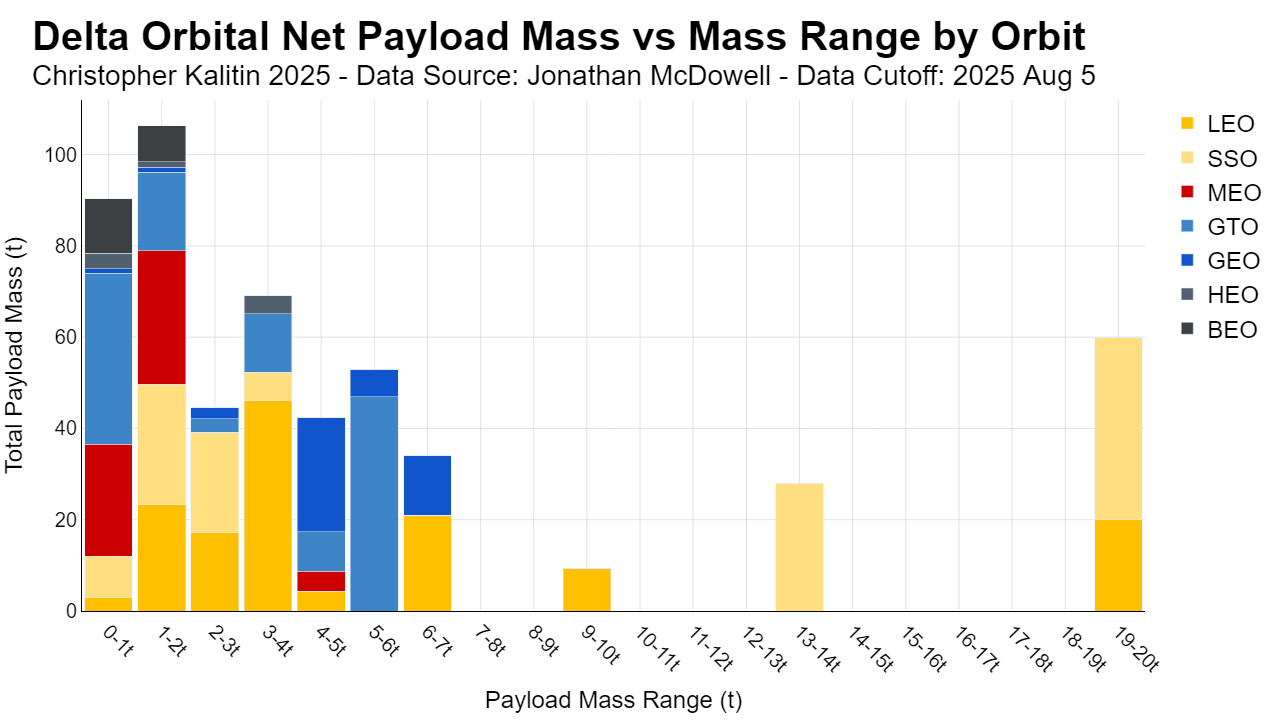 Delta Orbital Net Payload Mass vs Mass Range by Orbit
Christopher Kalitin 2025 - Data Source: Jonathan McDowell - Data Cutoff: 2025 Aug 5
Total Payload Mass (t)
100
80
60
40
20
0
LEO
SSO
MEO
GTO
GEO
HEO
BEO
0-1t
1-2t
2-3t
3-4t
4-5t
5-6t
6-7t
7-8t
8-9t
9-10t
10-11t
11-12t
12-13t
13-14t
14-15t
15-16t
16-17t
17-18t
18-19t
19-20t
Payload Mass Range (t)